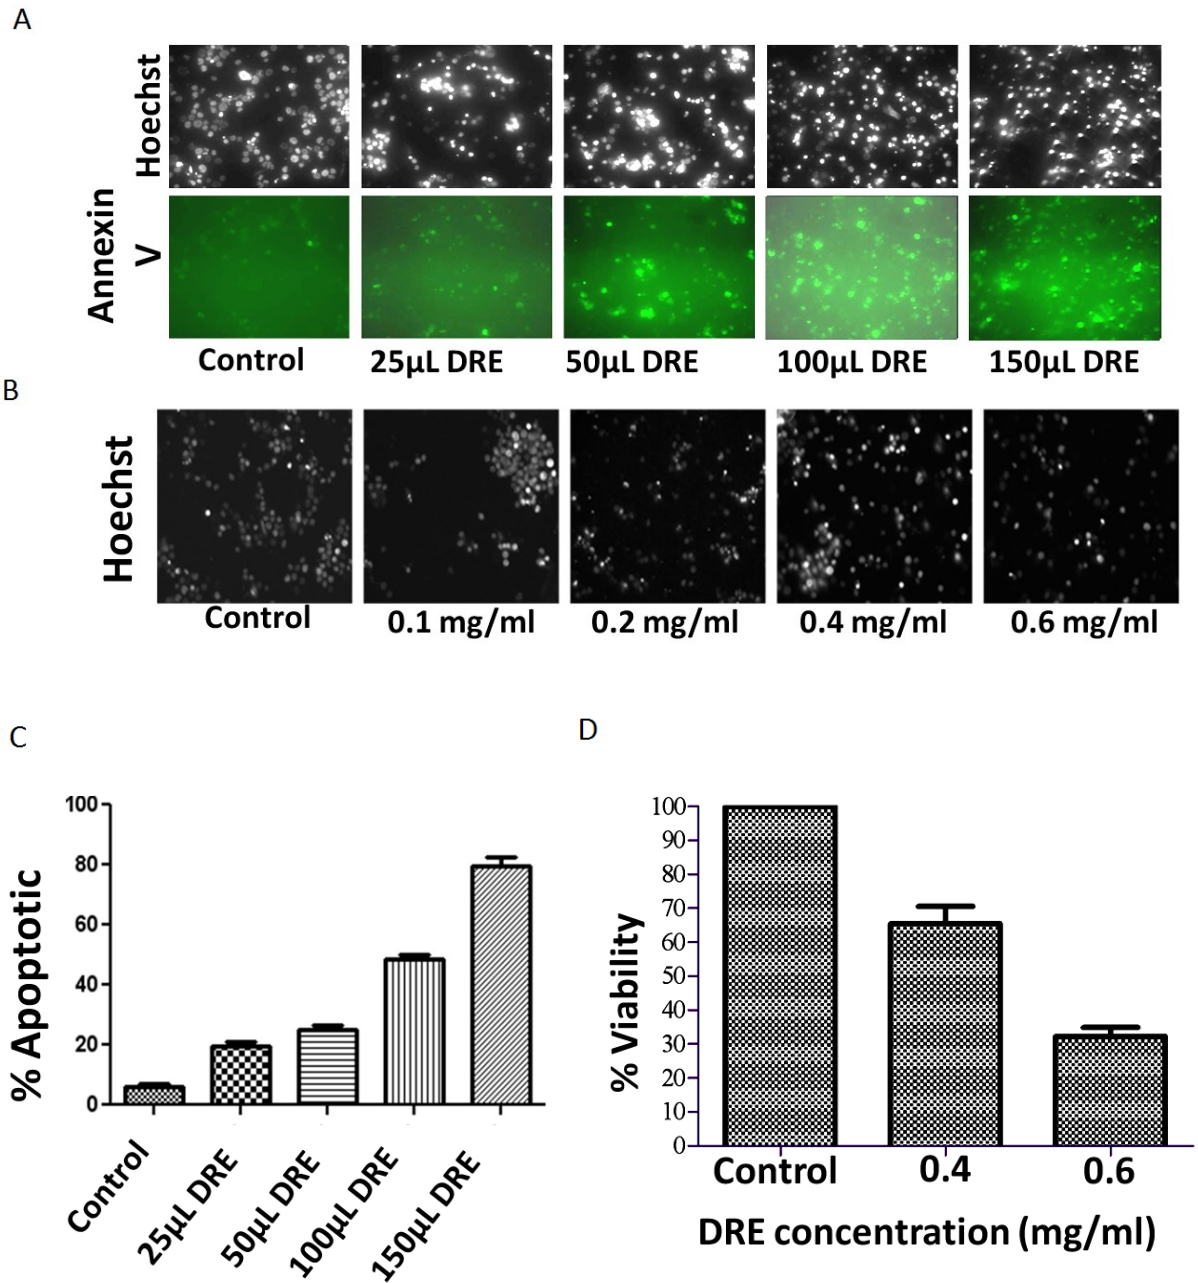 A
Hoechst
Annexin
V
Control
25µL DRE
50µL DRE
100µL DRE
150µL DRE
B
Hoechst
Control
0.1 mg/ml
0.2 mg/ml
0.4 mg/ml
0.6 mg/ml
C
% Apoptotic
100
80
60
40
20
0
Control
25µL DRE
50µL DRE
100µL DRE
150µL DRE
D
% Viability
100
90
80
70
60
50
40
30
20
10
0
Control
0.4
0.6
DRE concentration (mg/ml)